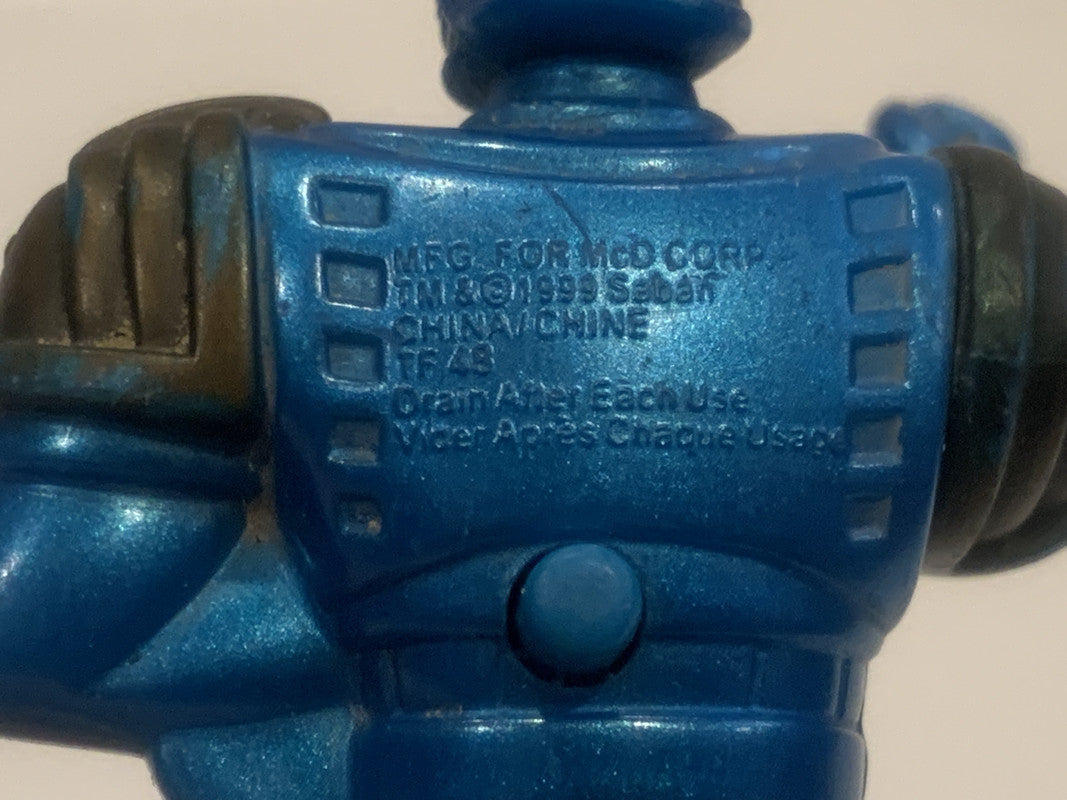 MFG. FOR McD CORP.
TM & © 1999 Saban
CHINA/CHINE
TF 48
Drain After Each Use
Vider Après Chaque Usage